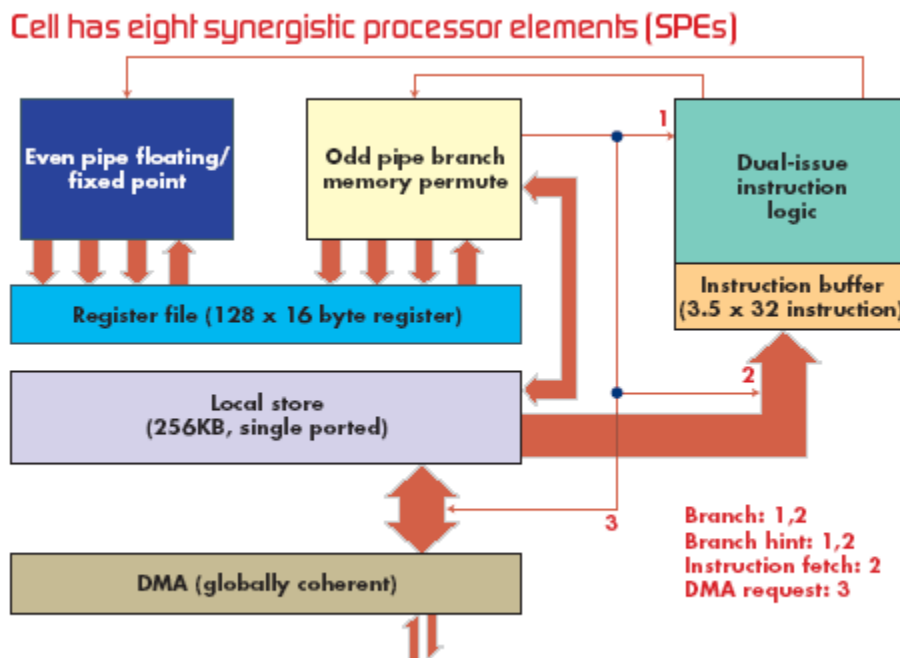 Cell has eight synergistic processor elements (SPEs)
Even pipe floating/
fixed point
Odd pipe branch
memory permute
1
Dual-issue
instruction
logic
Instruction buffer
(3.5 x 32 instruction)
Register file (128 x 16 byte register)
2
Local store
(256KB, single ported)
3
Branch: 1,2
Branch hint: 1,2
Instruction fetch: 2
DMA request: 3
DMA (globally coherent)